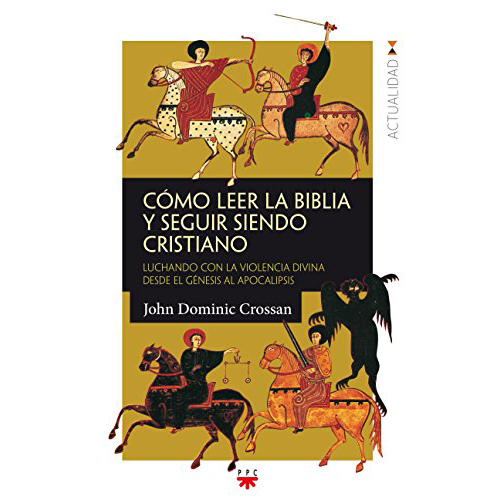 ACTUALIDAD
CÓMO LEER LA BIBLIA
Y SEGUIR SIENDO
CRISTIANO
LUCHANDO CON LA VIOLENCIA DIVINA
DESDE EL GÉNESIS AL APOCALIPSIS
John Dominic Crossan
PPC